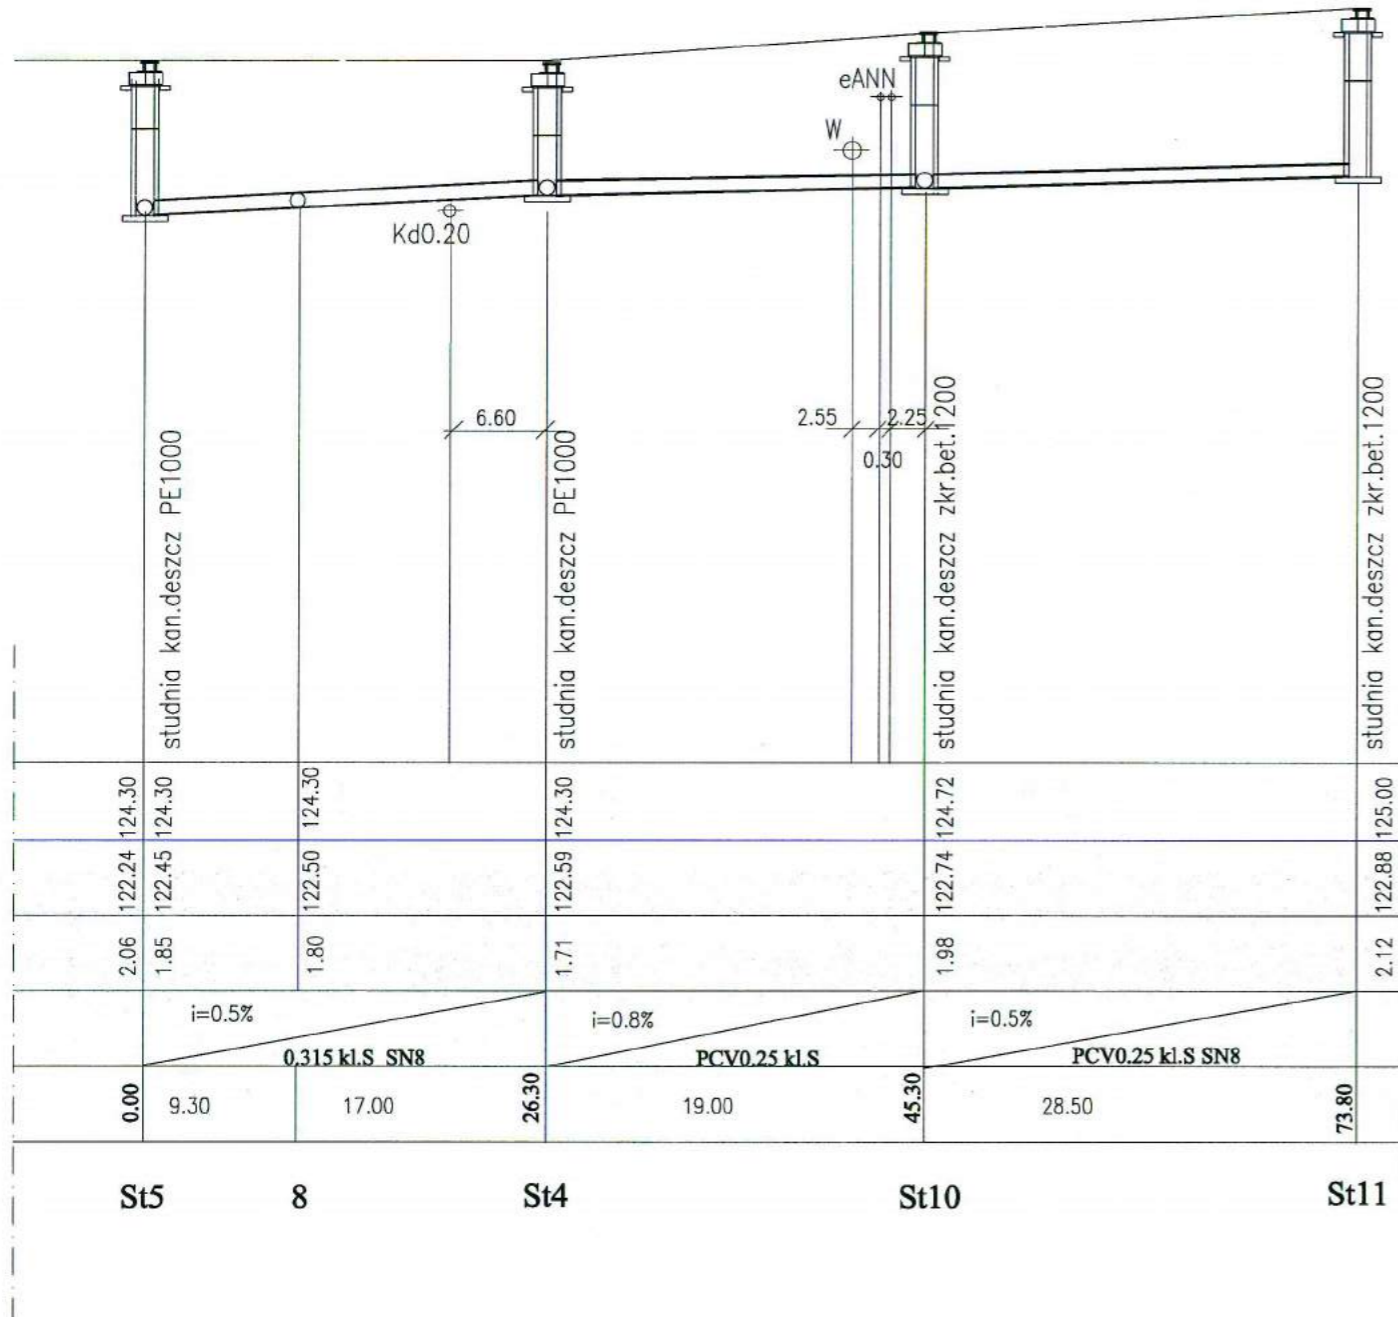 eANN
W
Kd0.20
6.60
2.55
2.25
0.30
studnia kan.deszcz PE1000
studnia kan.deszcz PE1000
studnia kan.deszcz zkr.bet.1200
studnia kan.deszcz zkr.bet.1200
124.30 124.30 124.30 124.30 124.72 125.00
122.24 122.45 122.50 122.59 122.74 122.88
2.06 1.85 1.80 1.71 1.98 2.12
i=0.5% i=0.8% i=0.5%
0.315 kl.S SN8 PCV0.25 kl.S PCV0.25 kl.S SN8
0.00 9.30 17.00 26.30 19.00 45.30 28.50 73.80
St5 8 St4 St10 St11